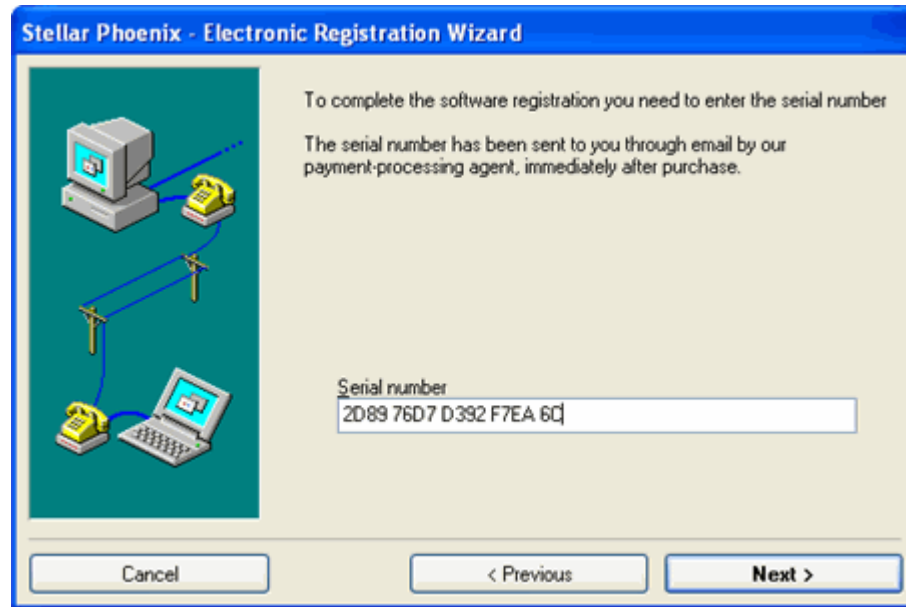 Stellar Phoenix - Electronic Registration Wizard
To complete the software registration you need to enter the serial number
The serial number has been sent to you through email by our
payment-processing agent, immediately after purchase.
Serial number
2D89 76D7 D392 F7EA 6C
Cancel
< Previous
Next >